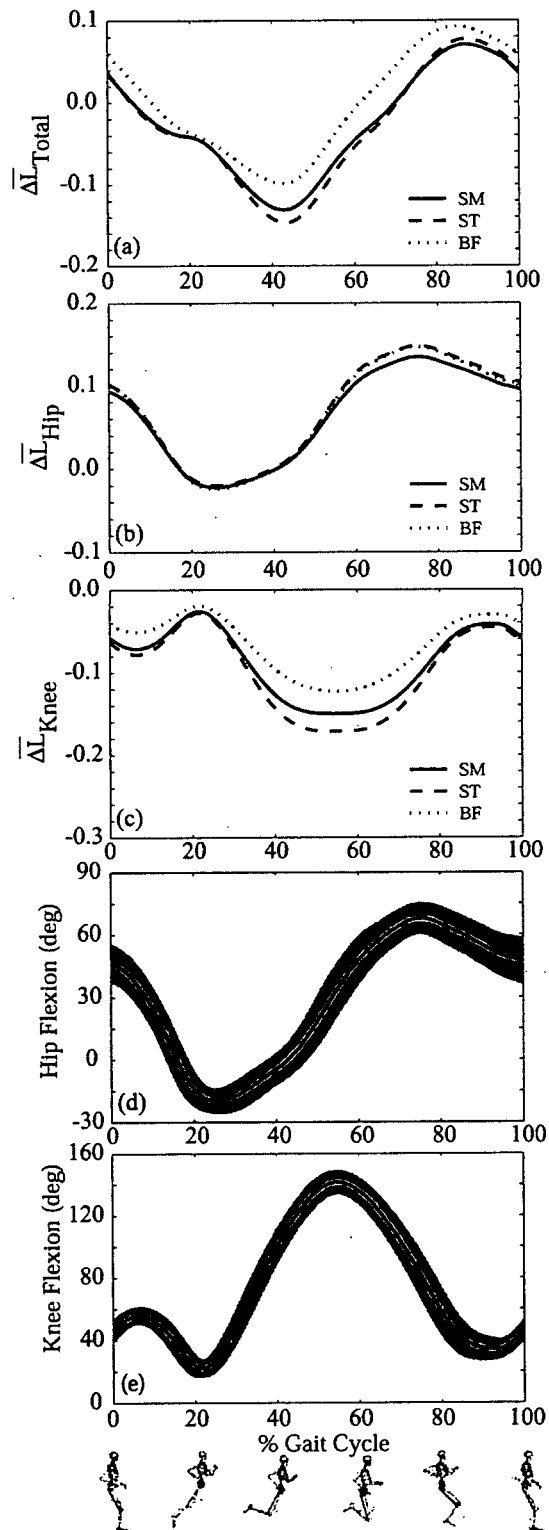 0.1
0.0
-0.1
-0.2
ΔL Total
SM
ST
BF
(a)
0 20 40 60 80 100
0.2
0.1
0.0
-0.1
ΔL Hip
SM
ST
BF
(b)
0 20 40 60 80 100
0.0
-0.1
-0.2
-0.3
ΔL Knee
SM
ST
BF
(c)
0 20 40 60 80 100
90
60
30
0
-30
Hip Flexion (deg)
(d)
0 20 40 60 80 100
160
120
80
40
0
Knee Flexion (deg)
(e)
0 20 40 60 80 100
% Gait Cycle